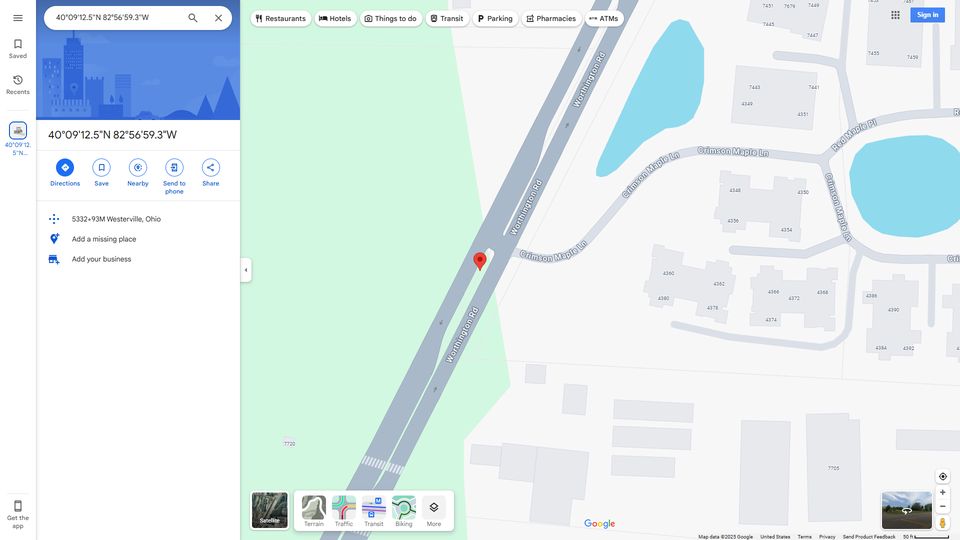 40°09'12.5"N 82°56'59.3"W
Restaurants
Hotels
Things to do
Transit
Parking
Pharmacies
ATMs
Sign in
Saved
Recents
40°09'12.
5"N...
40°09'12.5"N 82°56'59.3"W
Directions
Save
Nearby
Send to
phone
Share
5332+93M Westerville, Ohio
Add a missing place
Add your business
Get the
app
Worthington Rd
Worthington Rd
Worthington Rd
Crimson Maple Ln
Crimson Maple Ln
Crimson Maple Ln
Crimson Maple Ln
Red Maple Pl
7451
7445
7447
7455
7459
7443
7441
4349
4351
4348
4350
4356
4354
4360
4362
4380
4378
4366
4368
4372
4374
4386
4390
4384
4392
7720
7705
Satellite
Terrain
Traffic
Transit
Biking
More
Google
Map data ©2025 Google
United States
Terms
Privacy
Send Product Feedback
50 ft